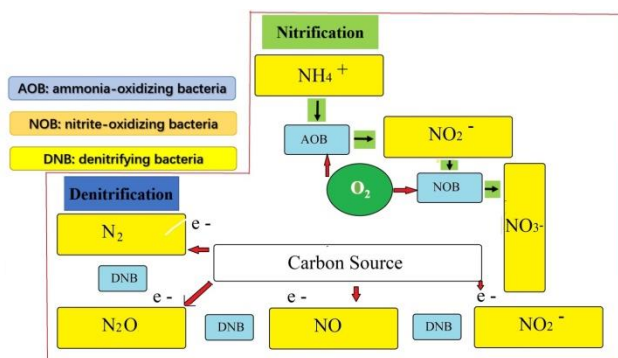 Nitrification
NH4 +
AOB: ammonia-oxidizing bacteria
NOB: nitrite-oxidizing bacteria
DNB: denitrifying bacteria
AOB
NO2 -
O2
NOB
Denitrification
NO3-
N2
e -
Carbon Source
DNB
e -
e -
e -
N2O
DNB
NO
DNB
NO2 -